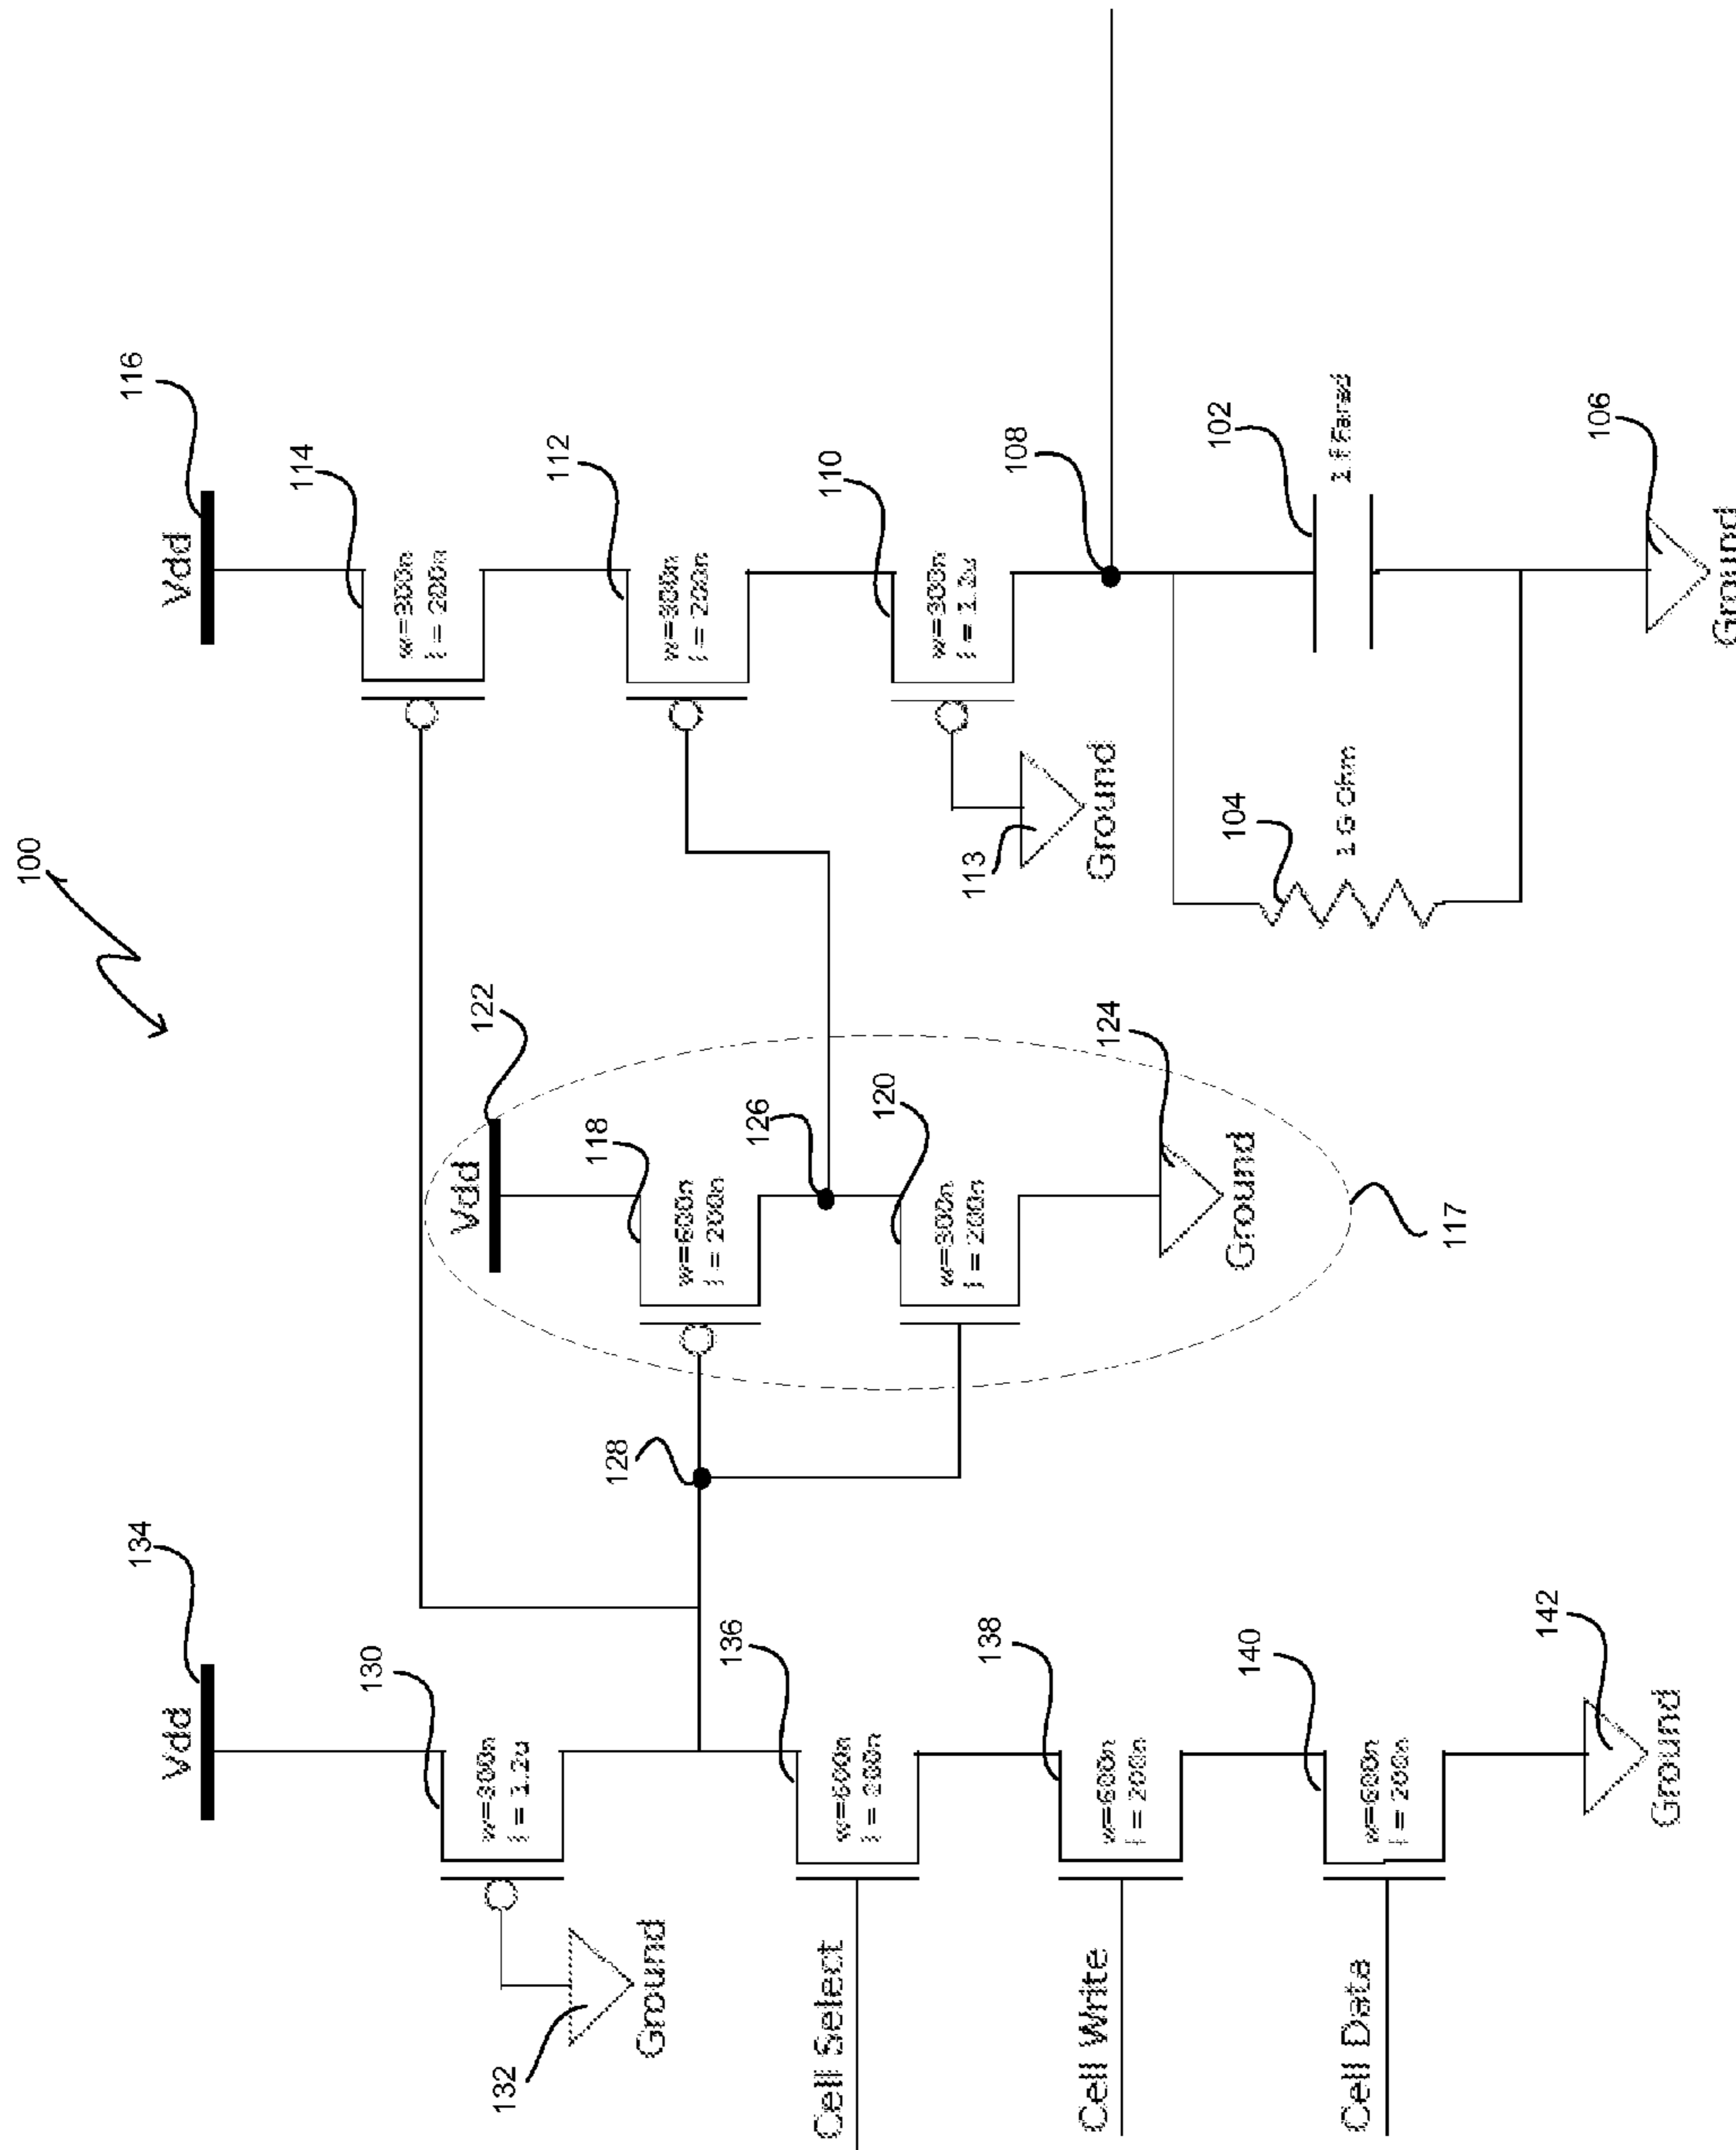 100
134
116
Vdd
Vdd
130
114
w=300n
l = 1.2u
w=300n
l = 200n
122
Vdd
132
Ground
Cell Select
136
w=600n
l = 200n
128
118
w=600n
l = 200n
126
112
w=300n
l = 200n
120
w=300n
l = 200n
110
w=300n
l = 1.2u
113
Ground
108
Cell Write
138
w=600n
l = 200n
124
Ground
117
104
1 G Ohm
102
1 f Farad
Cell Data
140
w=600n
l = 200n
142
Ground
106
Ground